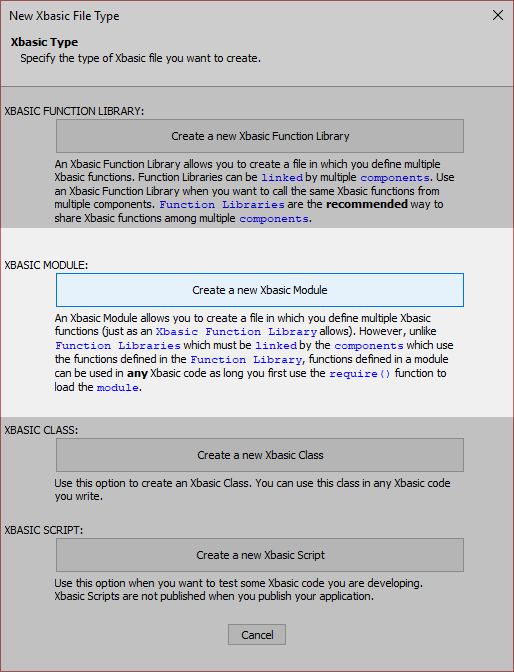 New Xbasic File Type
Xbasic Type
Specify the type of Xbasic file you want to create.
XBASIC FUNCTION LIBRARY:
Create a new Xbasic Function Library
An Xbasic Function Library allows you to create a file in which you define multiple
Xbasic functions. Function Libraries can be linked by multiple components. Use
an Xbasic Function Library when you want to call the same Xbasic functions from
multiple components. Function Libraries are the recommended way to
share Xbasic functions among multiple components.
XBASIC MODULE:
Create a new Xbasic Module
An Xbasic Module allows you to create a file in which you define multiple Xbasic
functions (just as an Xbasic Function Library allows). However, unlike
Function Libraries which must be linked by the components which use
the functions defined in the Function Library, functions defined in a module
can be used in any Xbasic code as long you first use the require() function to
load the module.
XBASIC CLASS:
Create a new Xbasic Class
Use this option to create an Xbasic Class. You can use this class in any Xbasic code
you write.
XBASIC SCRIPT:
Create a new Xbasic Script
Use this option when you want to test some Xbasic code you are developing.
Xbasic Scripts are not published when you publish your application.
Cancel